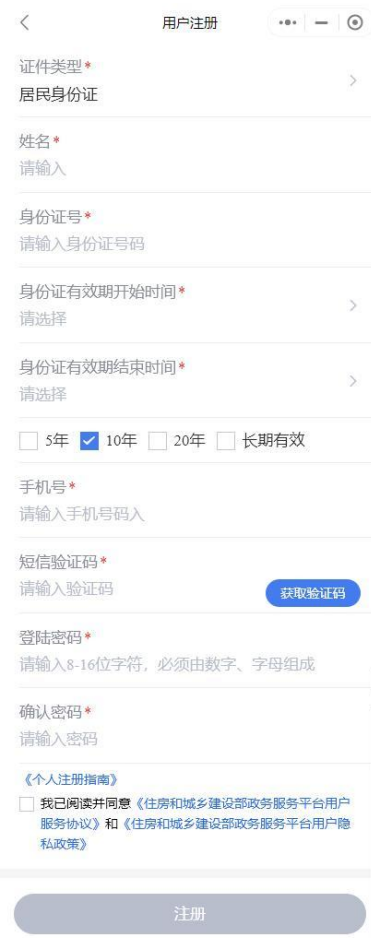 用户注册
证件类型*
居民身份证
姓名*
请输入
身份证号*
请输入身份证号码
身份证有效期开始时间*
请选择
身份证有效期结束时间*
请选择
5年 10年 20年 长期有效
手机号*
请输入手机号码入
短信验证码*
请输入验证码 获取验证码
登陆密码*
请输入8-16位字符，必须由数字、字母组成
确认密码*
请输入密码
《个人注册指南》
我已阅读并同意《住房和城乡建设部政务服务平台用户
服务协议》和《住房和城乡建设部政务服务平台用户隐
私政策》
注册